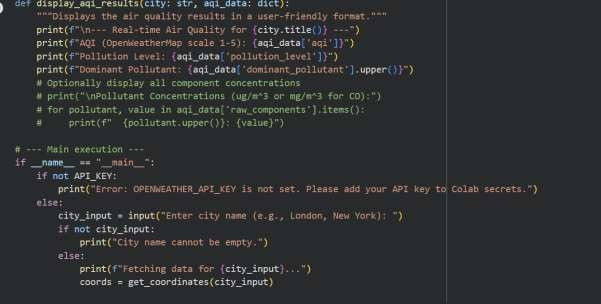 def display_aqi_results(city: str, aqi_data: dict):
    """Displays the air quality results in a user-friendly format."""
    print(f"\n--- Real-time Air Quality for {city.title()} ---")
    print(f"AQI (OpenWeatherMap scale 1-5): {aqi_data['aqi']}")
    print(f"Pollution Level: {aqi_data['pollution_level']}")
    print(f"Dominant Pollutant: {aqi_data['dominant_pollutant'].upper()}")
    # Optionally display all component concentrations
    # print("\nPollutant Concentrations (ug/m^3 or mg/m^3 for CO):")
    # for pollutant, value in aqi_data['raw_components'].items():
    #     print(f"  {pollutant.upper()}: {value}")

# --- Main execution ---
if __name__ == "__main__":
    if not API_KEY:
        print("Error: OPENWEATHER_API_KEY is not set. Please add your API key to Colab secrets.")
    else:
        city_input = input("Enter city name (e.g., London, New York): ")
        if not city_input:
            print("City name cannot be empty.")
        else:
            print(f"Fetching data for {city_input}...")
            coords = get_coordinates(city_input)